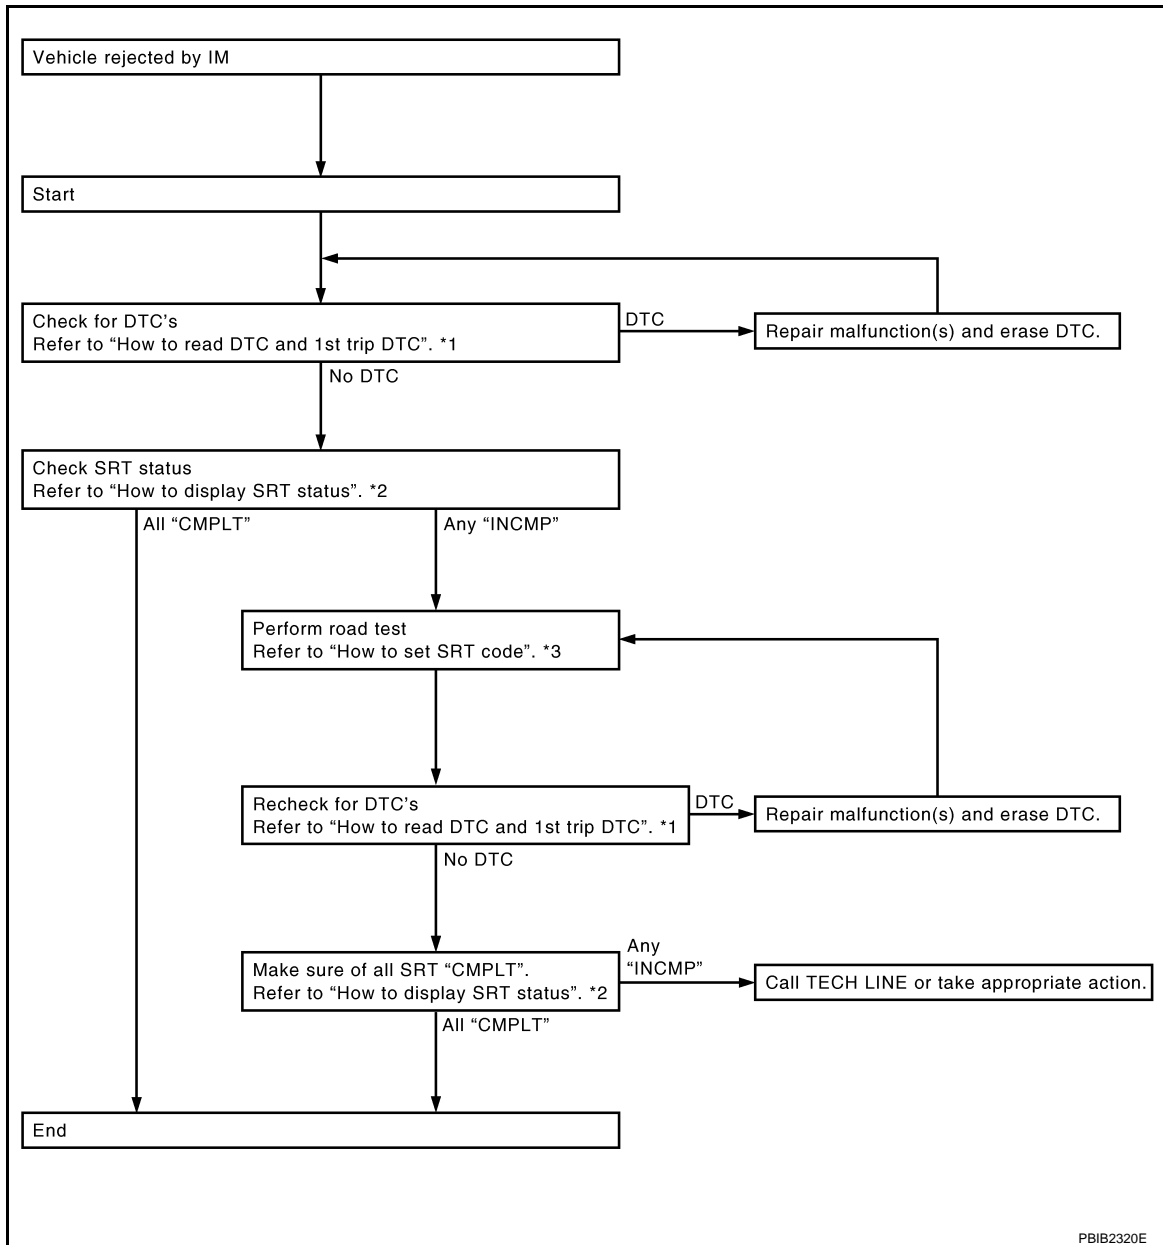 Vehicle rejected by IM
Start
Check for DTC's
Refer to “How to read DTC and 1st trip DTC”. *1
DTC
Repair malfunction(s) and erase DTC.
No DTC
Check SRT status
Refer to “How to display SRT status”. *2
All “CMPLT”
Any “INCMP”
Perform road test
Refer to “How to set SRT code”. *3
Recheck for DTC's
Refer to “How to read DTC and 1st trip DTC”. *1
DTC
Repair malfunction(s) and erase DTC.
No DTC
Make sure of all SRT “CMPLT”.
Refer to “How to display SRT status”. *2
Any
“INCMP”
Call TECH LINE or take appropriate action.
All “CMPLT”
End
PBIB2320E